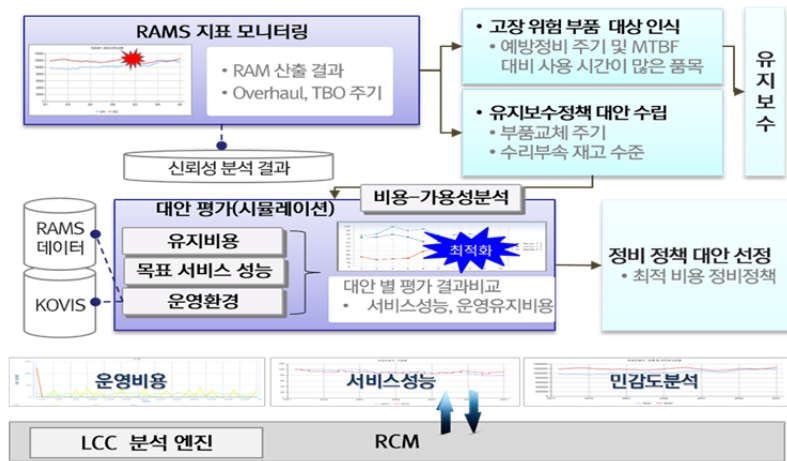 RAMS 지표 모니터링
• RAM 산출 결과
• Overhaul, TBO 주기
• 고장 위험 부품 대상 인식
• 예방정비 주기 및 MTBF
대비 사용 시간이 많은 품목
• 유지보수정책 대안 수립
• 부품교체 주기
• 수리부속 재고 수준
유지보수
신뢰성 분석 결과
비용-가용성분석
RAMS
데이터
KOVIS
대안 평가(시뮬레이션)
유지비용
목표 서비스 성능
운영환경
최적화
대안 별 평가 결과비교
• 서비스성능, 운영유지비용
정비 정책 대안 선정
• 최적 비용 정비정책
운영비용
서비스성능
민감도분석
LCC 분석 엔진
RCM